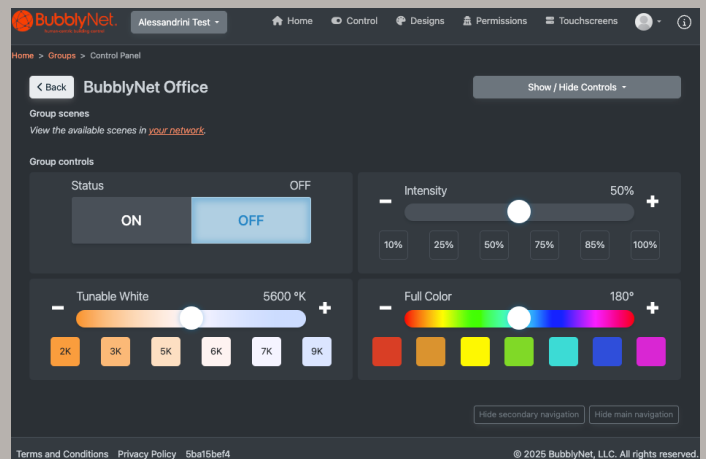 BubblyNet.
Alessandrini Test
Home Control Designs Permissions Touchscreens
Home > Groups > Control Panel
< Back BubblyNet Office
Show / Hide Controls
Group scenes
View the available scenes in your network.
Group controls
Status OFF
ON OFF
Intensity 50%
10% 25% 50% 75% 85% 100%
Tunable White 5600 °K
2K 3K 5K 6K 7K 9K
Full Color 180°
Hide secondary navigation Hide main navigation
Terms and Conditions Privacy Policy 5ba15bef4
© 2025 BubblyNet, LLC. All rights reserved.